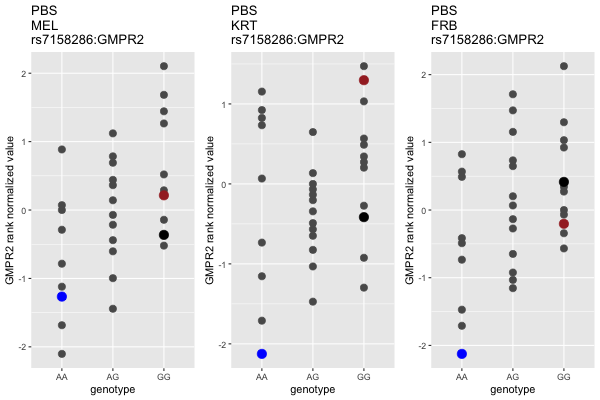 PBS
MEL
rs7158286:GMPR2
GMPR2 rank normalized value
2
1
0
-1
-2
AA
AG
GG
genotype
PBS
KRT
rs7158286:GMPR2
GMPR2 rank normalized value
1
0
-1
-2
AA
AG
GG
genotype
PBS
FRB
rs7158286:GMPR2
GMPR2 rank normalized value
2
1
0
-1
-2
AA
AG
GG
genotype